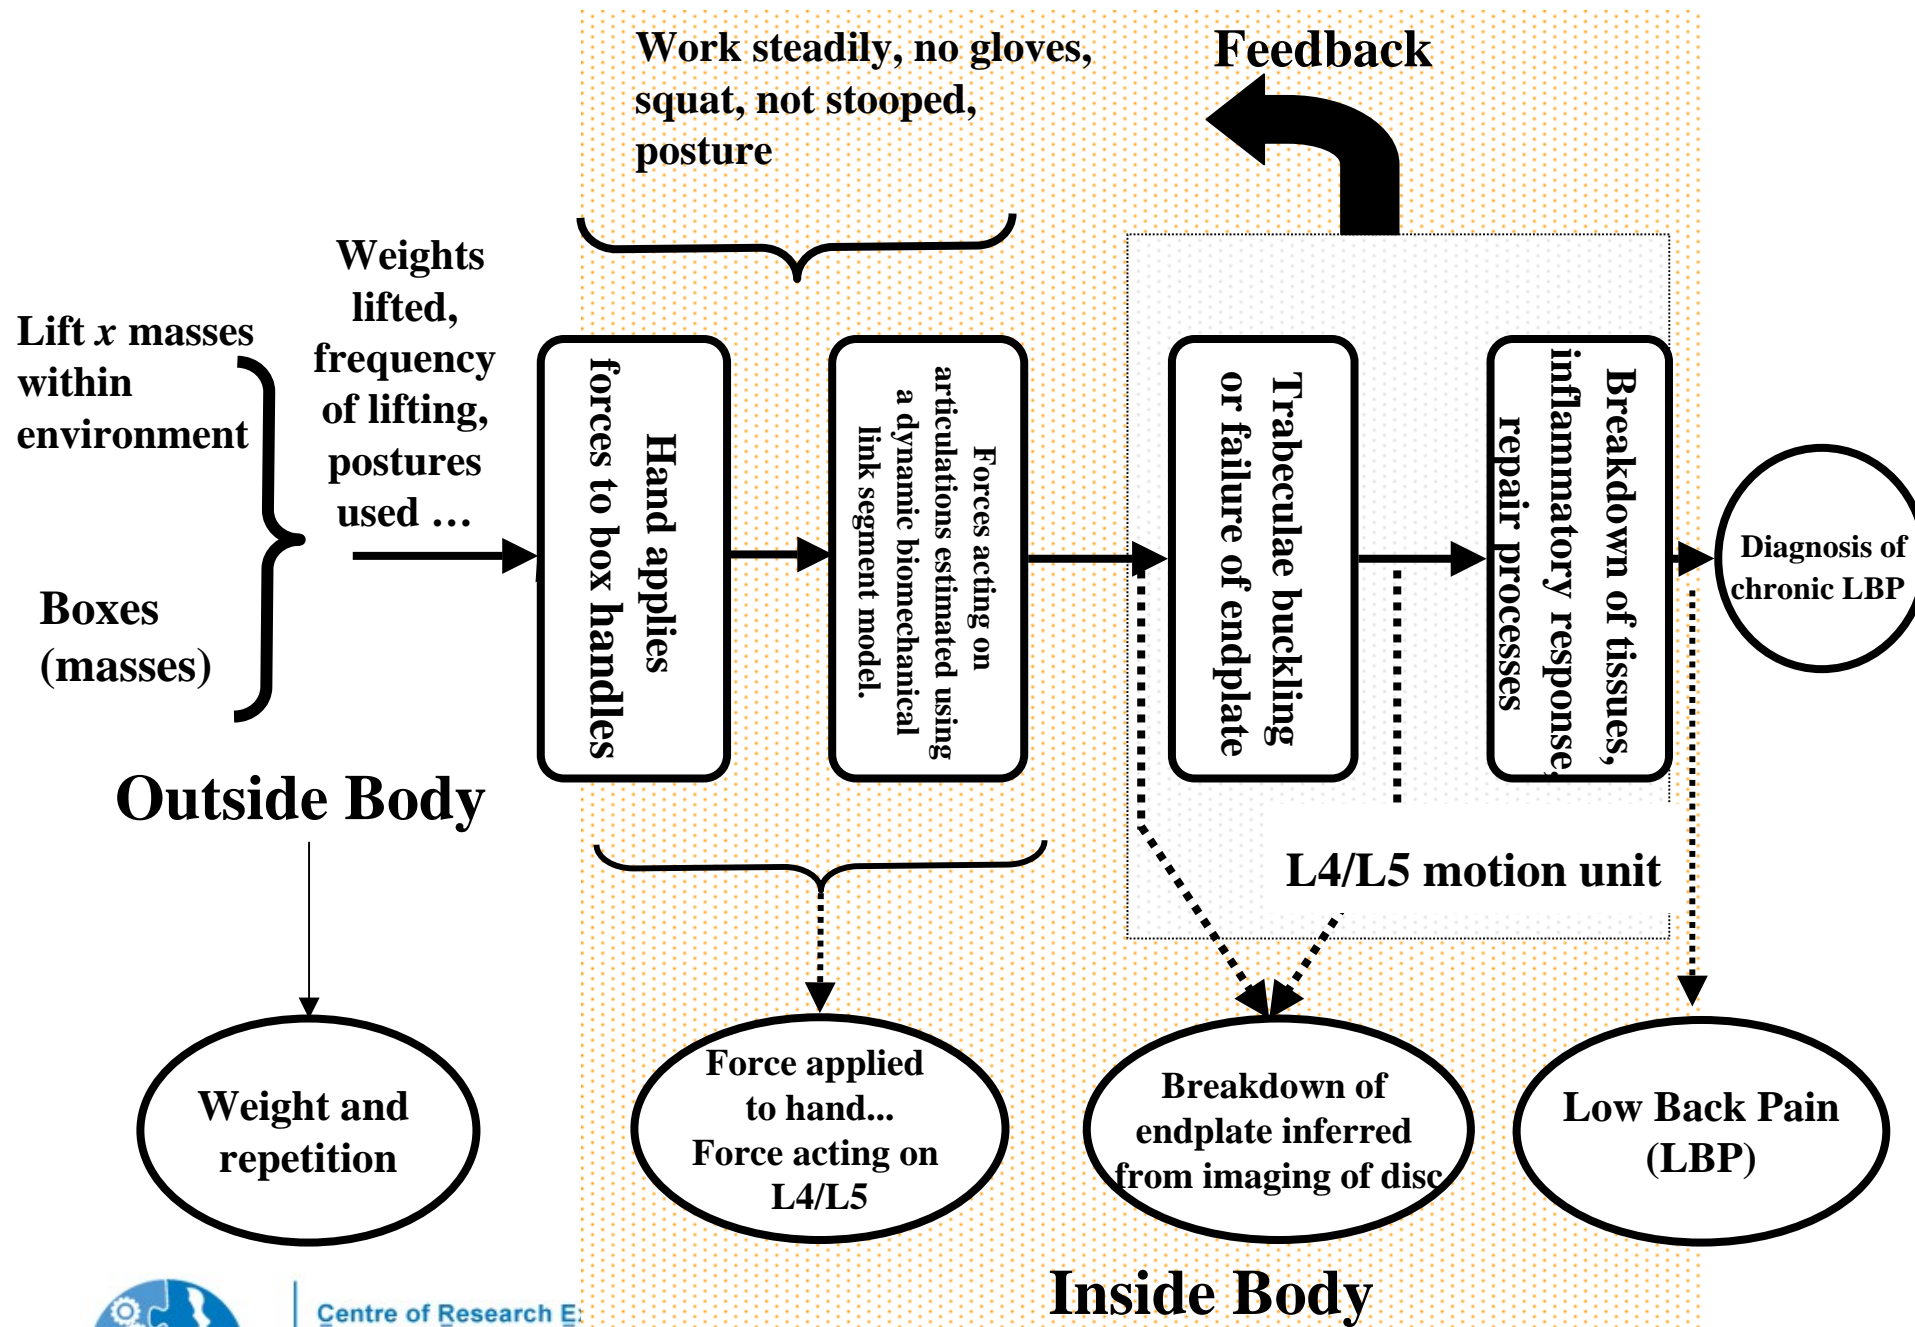 Work steadily, no gloves,
squat, not stooped,
posture
Feedback
Weights
lifted,
frequency
of lifting,
postures
used …
Lift x masses
within
environment
Boxes
(masses)
Outside Body
Hand applies
forces to box handles
Forces acting on
articulations estimated using
a dynamic biomechanical
link segment model.
Trabeculae buckling
or failure of endplate
Breakdown of tissues,
inflammatory response,
repair processes
Diagnosis of
chronic LBP
L4/L5 motion unit
Weight and
repetition
Force applied
to hand...
Force acting on
L4/L5
Breakdown of
endplate inferred
from imaging of disc
Low Back Pain
(LBP)
Inside Body
Centre of Research E